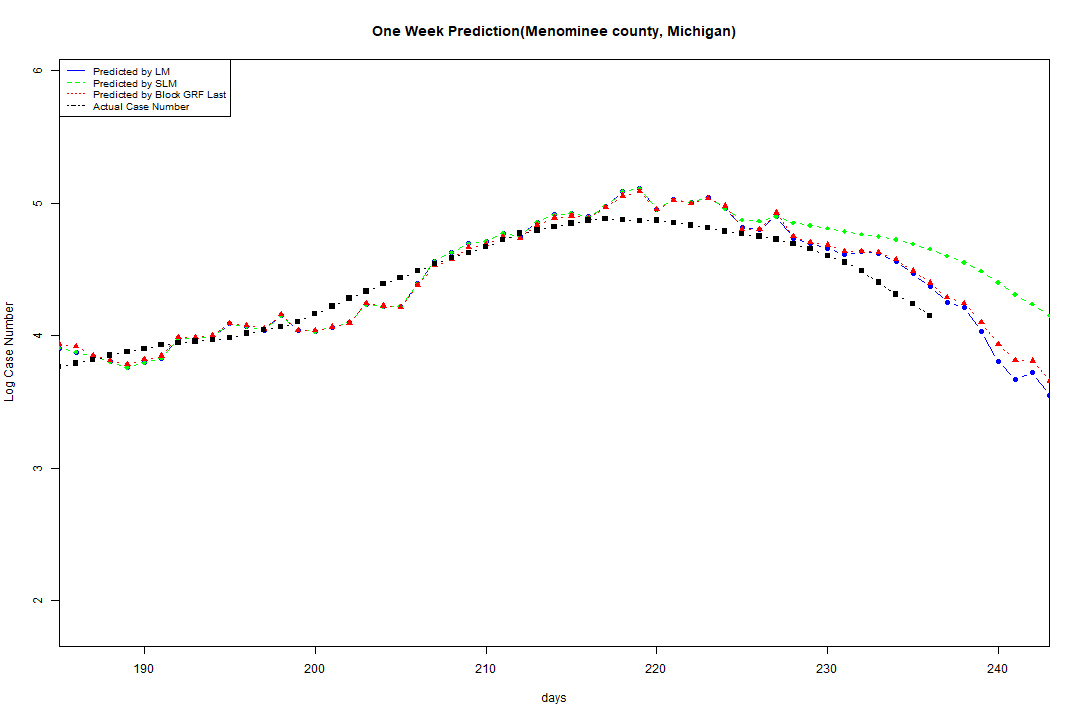 One Week Prediction(Menominee county, Michigan)
Predicted by LM
Predicted by SLM
Predicted by Block GRF Last
Actual Case Number
6
5
4
3
2
Log Case Number
190 200 210 220 230 240
days